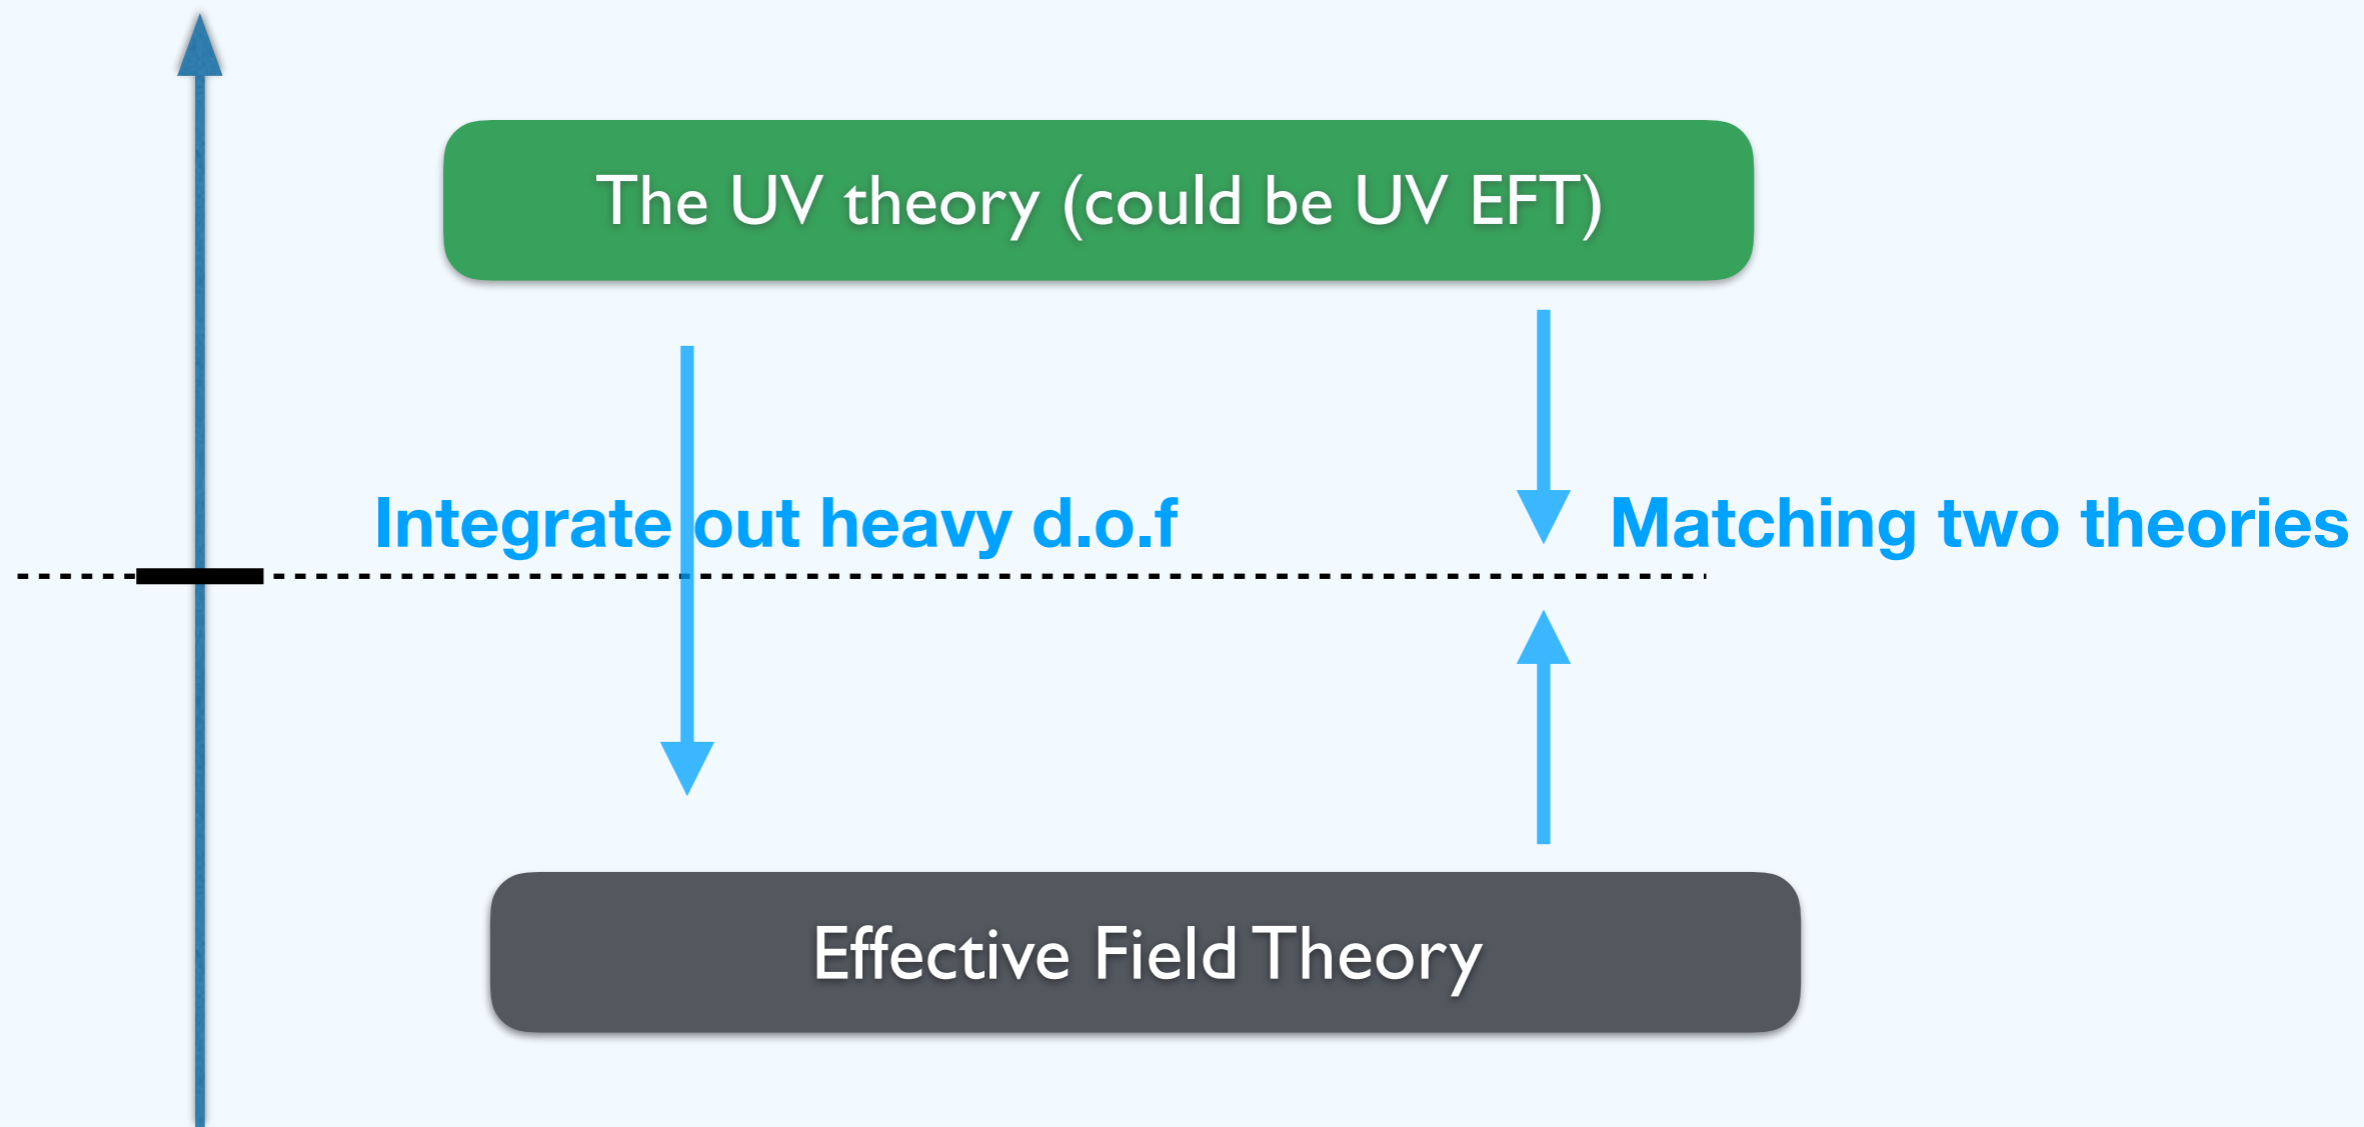 The UV theory (could be UV EFT)
Integrate out heavy d.o.f
Matching two theories
Effective Field Theory